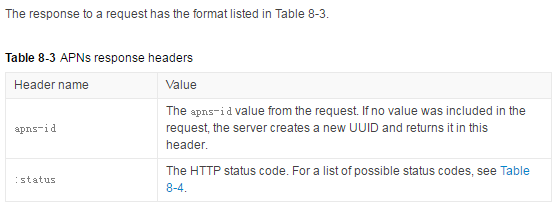 The response to a request has the format listed in Table 8-3.
Table 8-3 APNs response headers
Header name Value
apns-id
The apns-id value from the request. If no value was included in the
request, the server creates a new UUID and returns it in this
header.
:status
The HTTP status code. For a list of possible status codes, see Table
8-4.